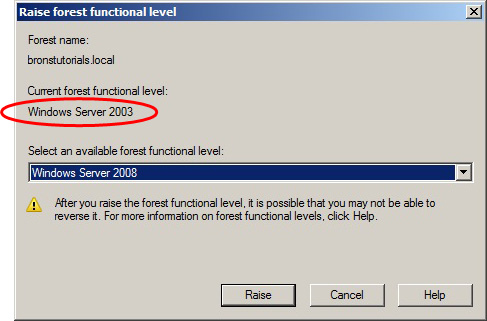 Raise forest functional level
Forest name:
bronstutorials.local
Current forest functional level:
Windows Server 2003
Select an available forest functional level:
Windows Server 2008
After you raise the forest functional level, it is possible that you may not be able to
reverse it. For more information on forest functional levels, click Help.
Raise Cancel Help